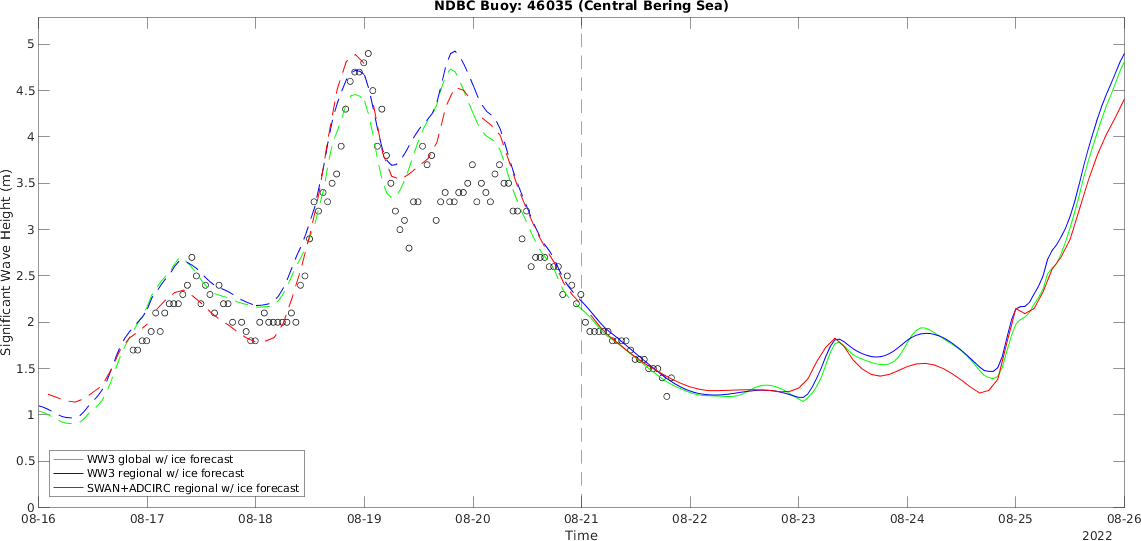 NDBC Buoy: 46035 (Central Bering Sea)
Significant Wave Height (m)
5
4.5
4
3.5
3
2.5
2
1.5
1
0.5
0
WW3 global w/ ice forecast
WW3 regional w/ ice forecast
SWAN+ADCIRC regional w/ ice forecast
08-16 08-17 08-18 08-19 08-20 08-21 08-22 08-23 08-24 08-25 08-26
Time
2022